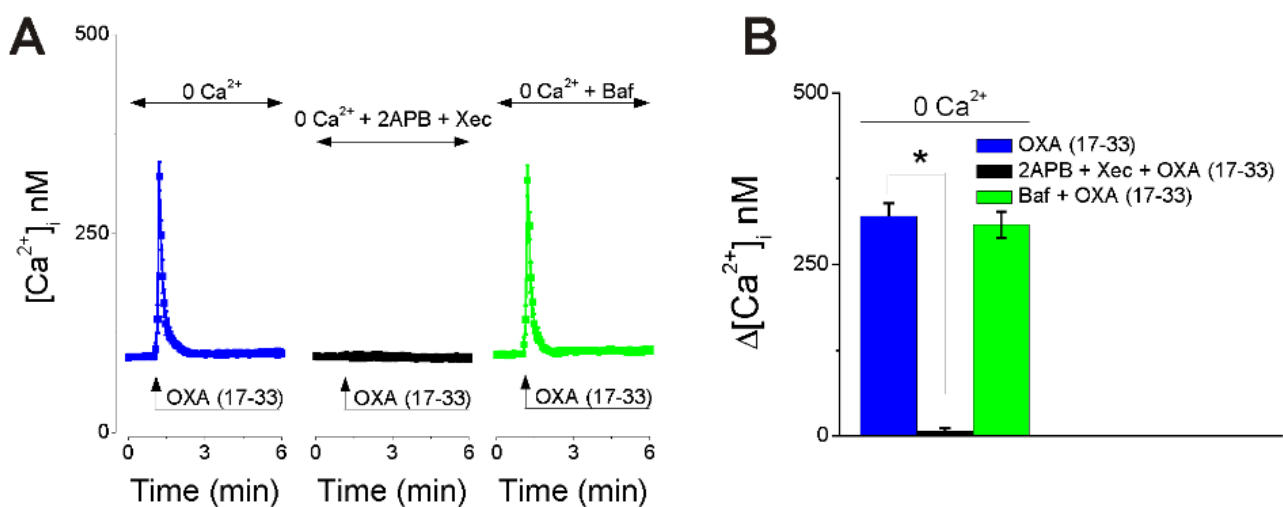 A
500
250
0
[Ca²⁺]ᵢ nM
0 Ca²⁺
0 Ca²⁺ + 2APB + Xec
0 Ca²⁺ + Baf
OXA (17-33)
OXA (17-33)
OXA (17-33)
0 3 6
0 3 6
0 3 6
Time (min)
Time (min)
Time (min)
B
500
250
0
Δ[Ca²⁺]ᵢ nM
0 Ca²⁺
*
OXA (17-33)
2APB + Xec + OXA (17-33)
Baf + OXA (17-33)